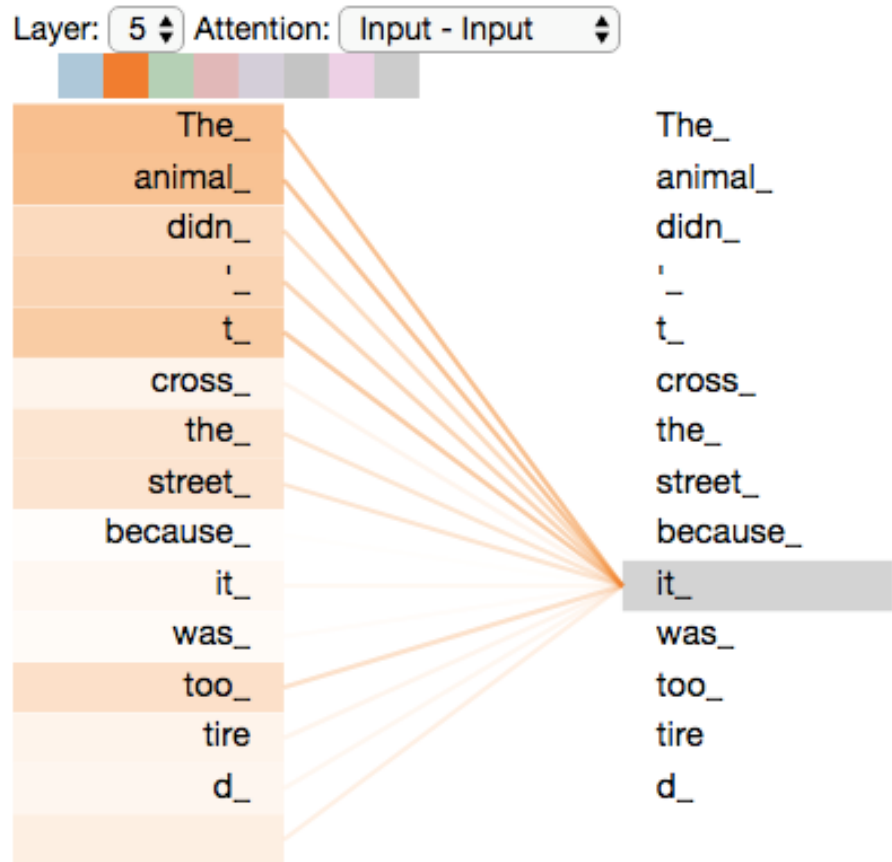 Layer: 5 Attention: Input - Input
The_ The_
animal_ animal_
didn_ didn_
'_ '_
t_ t_
cross_ cross_
the_ the_
street_ street_
because_ because_
it_ it_
was_ was_
too_ too_
tire tire
d_ d_